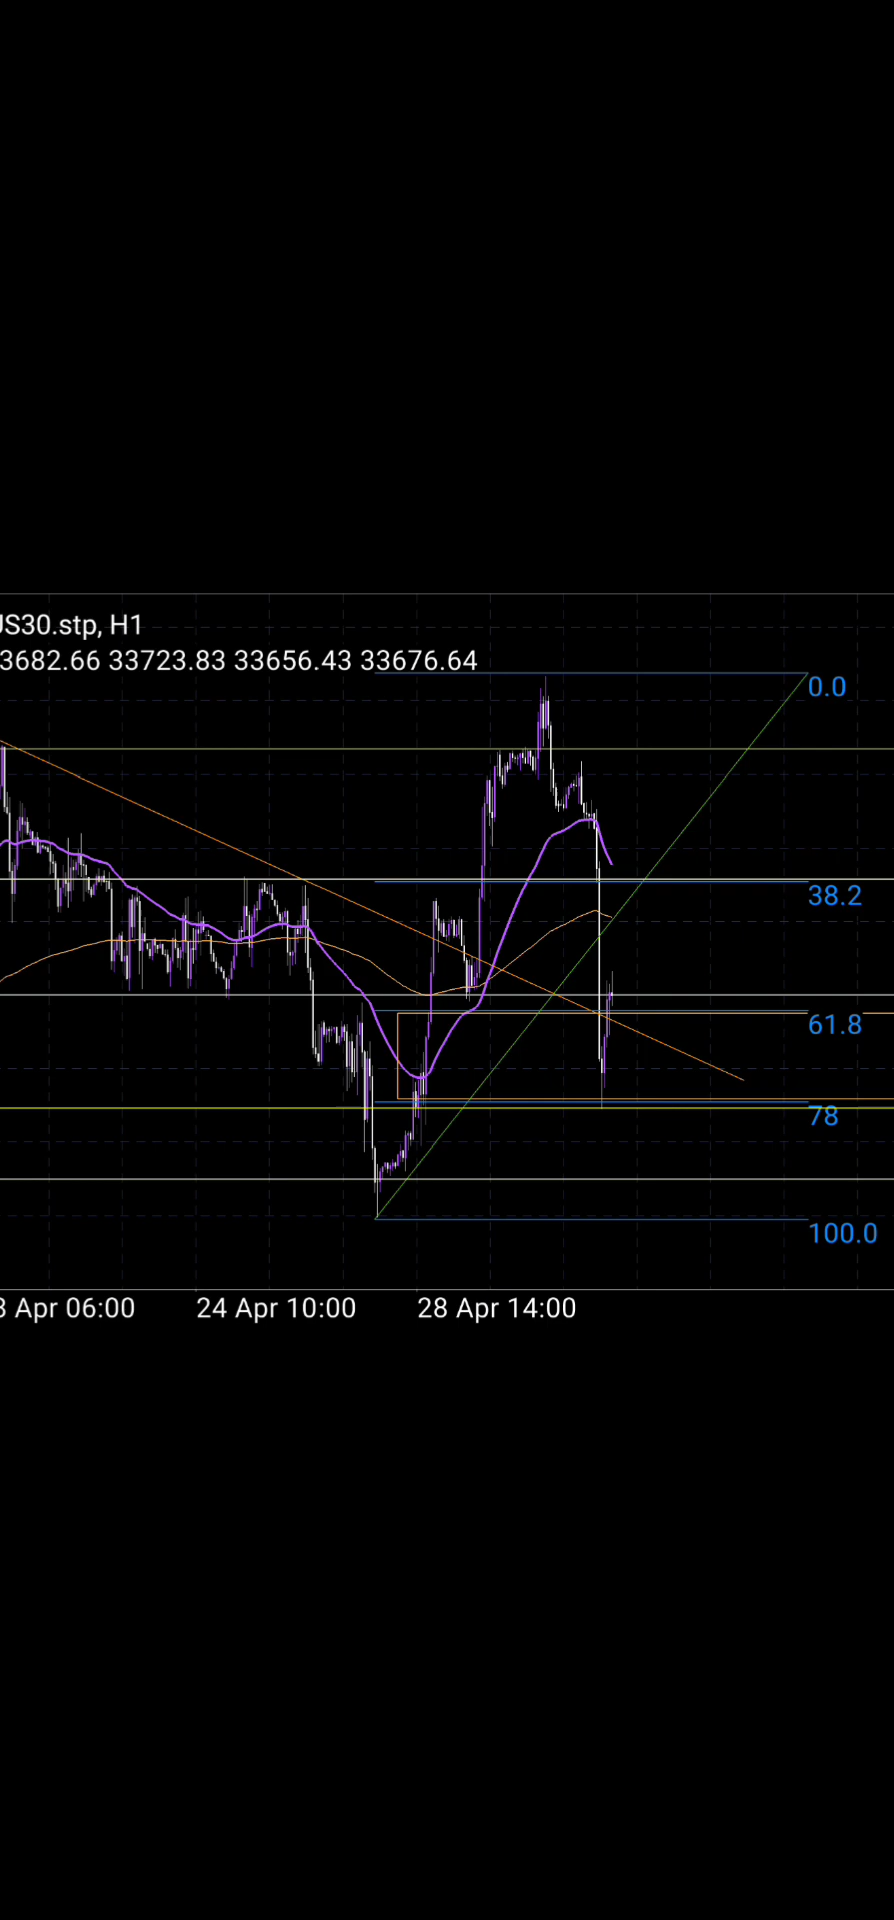 US30.stp, H1
3682.66 33723.83 33656.43 33676.64
0.0
38.2
61.8
78
100.0
3 Apr 06:00 24 Apr 10:00 28 Apr 14:00